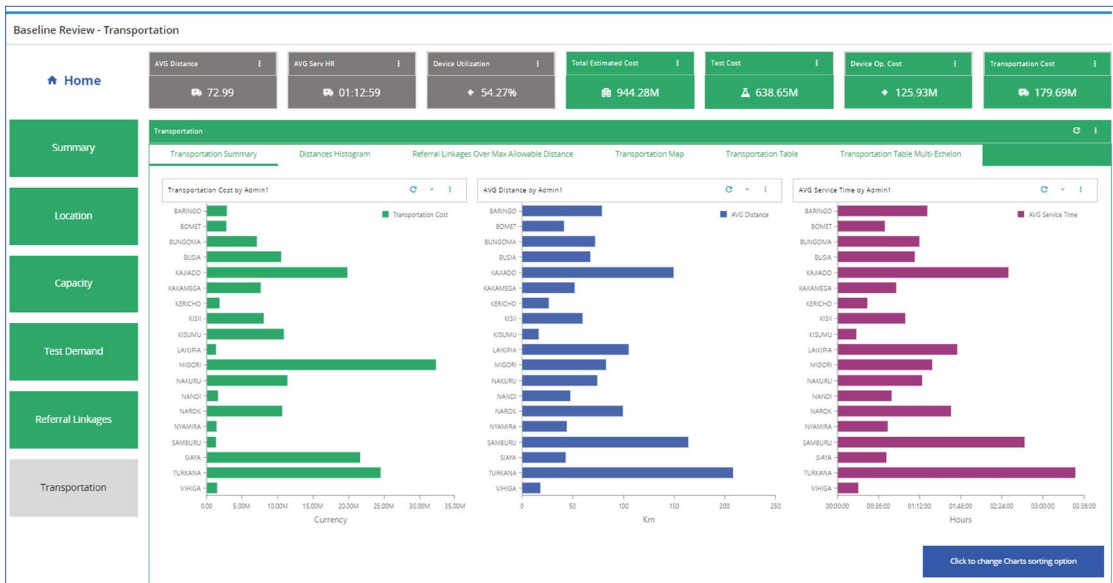 Baseline Review - Transportation
Home
AVG Distance
72.99
AVG Serv HR
01:12:59
Device Utilization
54.27%
Total Estimated Cost
944.28M
Test Cost
638.65M
Device Op. Cost
125.93M
Transportation Cost
179.69M
Summary
Location
Capacity
Test Demand
Referral Linkages
Transportation
Transportation
Transportation Summary
Distances Histogram
Referral Linkages Over Max Allowable Distance
Transportation Map
Transportation Table
Transportation Table Multi-Echelon
Transportation Cost by Admin1
Transportation Cost
BARINGO
BOMET
BUNGOMA
BUSIA
KAJIADO
KAKAMEGA
KERICHO
KISII
KISUMU
LAIKIPIA
MIGORI
NAKURU
NANDI
NAROK
NYAMIRA
SAMBURU
SIAYA
TURKANA
VIHIGA
0.00 5.00M 10.00M 15.00M 20.00M 25.00M 30.00M 35.00M
Currency
AVG Distance by Admin1
AVG Distance
BARINGO
BOMET
BUNGOMA
BUSIA
KAJIADO
KAKAMEGA
KERICHO
KISII
KISUMU
LAIKIPIA
MIGORI
NAKURU
NANDI
NAROK
NYAMIRA
SAMBURU
SIAYA
TURKANA
VIHIGA
0 50 100 150 200 250
Km
AVG Service Time by Admin1
AVG Service Time
BARINGO
BOMET
BUNGOMA
BUSIA
KAJIADO
KAKAMEGA
KERICHO
KISII
KISUMU
LAIKIPIA
MIGORI
NAKURU
NANDI
NAROK
NYAMIRA
SAMBURU
SIAYA
TURKANA
VIHIGA
00:00:00 00:36:00 01:12:00 01:48:00 02:24:00 03:00:00 03:36:00
Hours
Click to change Charts sorting option